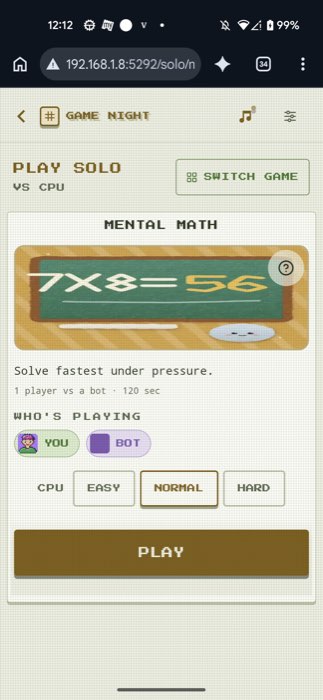 12:12
99%
192.168.1.8:5292/solo/n
34
# GAME NIGHT
PLAY SOLO
VS CPU
SWITCH GAME
MENTAL MATH
7X8=56
?
Solve fastest under pressure.
1 player vs a bot · 120 sec
WHO'S PLAYING
YOU
BOT
CPU
EASY
NORMAL
HARD
PLAY